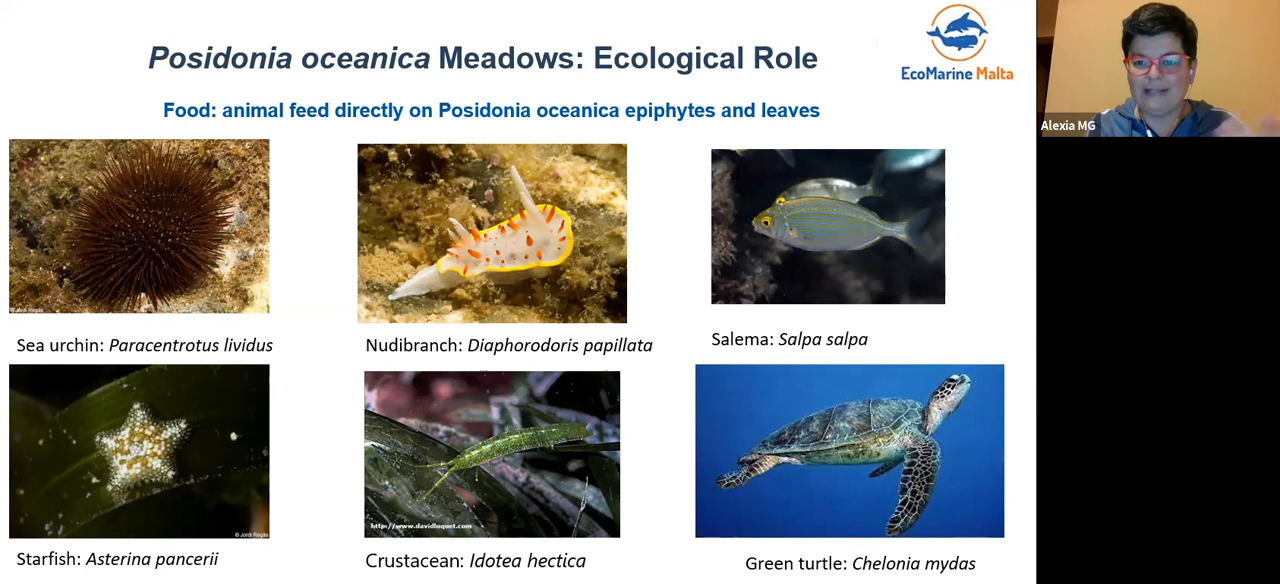 Posidonia oceanica Meadows: Ecological Role
EcoMarine Malta
Alexia MG
Food: animal feed directly on Posidonia oceanica epiphytes and leaves
Sea urchin: Paracentrotus lividus
Nudibranch: Diaphorodoris papillata
Salema: Salpa salpa
http://www.davidluquet.com
© Jordi Regàs
Starfish: Asterina pancerii
Crustacean: Idotea hectica
Green turtle: Chelonia mydas